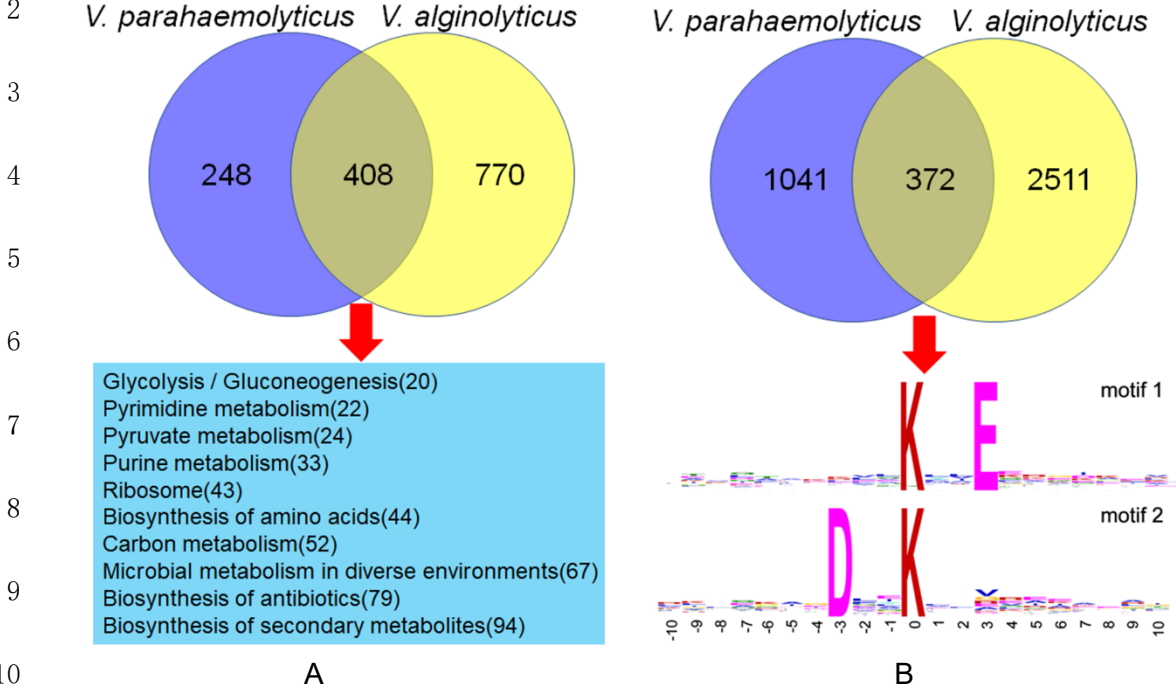 2
3
4
5
6
7
8
9
10
V. parahaemolyticus V. alginolyticus
248 408 770
Glycolysis / Gluconeogenesis(20)
Pyrimidine metabolism(22)
Pyruvate metabolism(24)
Purine metabolism(33)
Ribosome(43)
Biosynthesis of amino acids(44)
Carbon metabolism(52)
Microbial metabolism in diverse environments(67)
Biosynthesis of antibiotics(79)
Biosynthesis of secondary metabolites(94)
A
V. parahaemolyticus V. alginolyticus
1041 372 2511
motif 1
K E
motif 2
D K
-10 -9 -8 -7 -6 -5 -4 -3 -2 -1 0 1 2 3 4 5 6 7 8 9 10
B